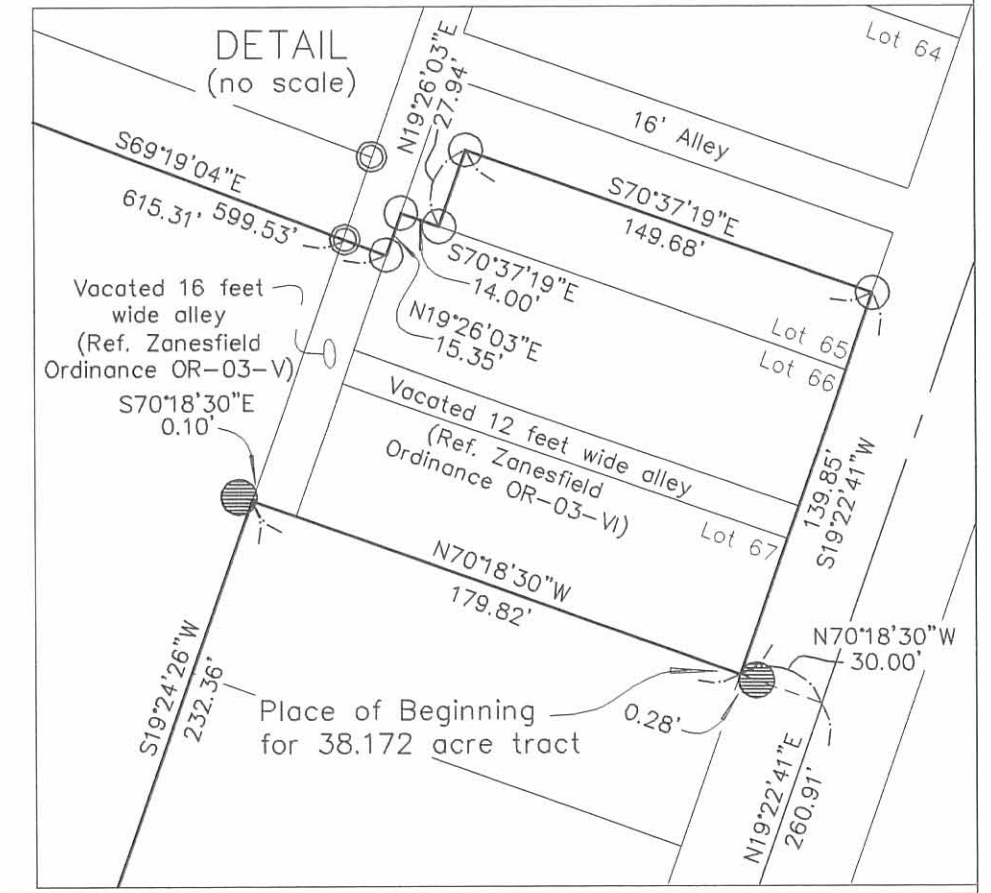 DETAIL
(no scale)
N19°26'03"E
27.94'
Lot 64
16' Alley
S69°19'04"E
615.31' 599.53'
S70°37'19"E
149.68'
S70°37'19"E
14.00'
N19°26'03"E
15.35'
Vacated 16 feet
wide alley
(Ref. Zanesfield
Ordinance OR-03-V)
Lot 65
Lot 66
S70°18'30"E
0.10'
Vacated 12 feet wide alley
(Ref. Zanesfield
Ordinance OR-03-VI)
139.85'
S19°22'41"W
Lot 67
N70°18'30"W
179.82'
N70°18'30"W
30.00'
S19°24'26"W
232.36'
Place of Beginning
for 38.172 acre tract
0.28'
N19°22'41"E
260.91'